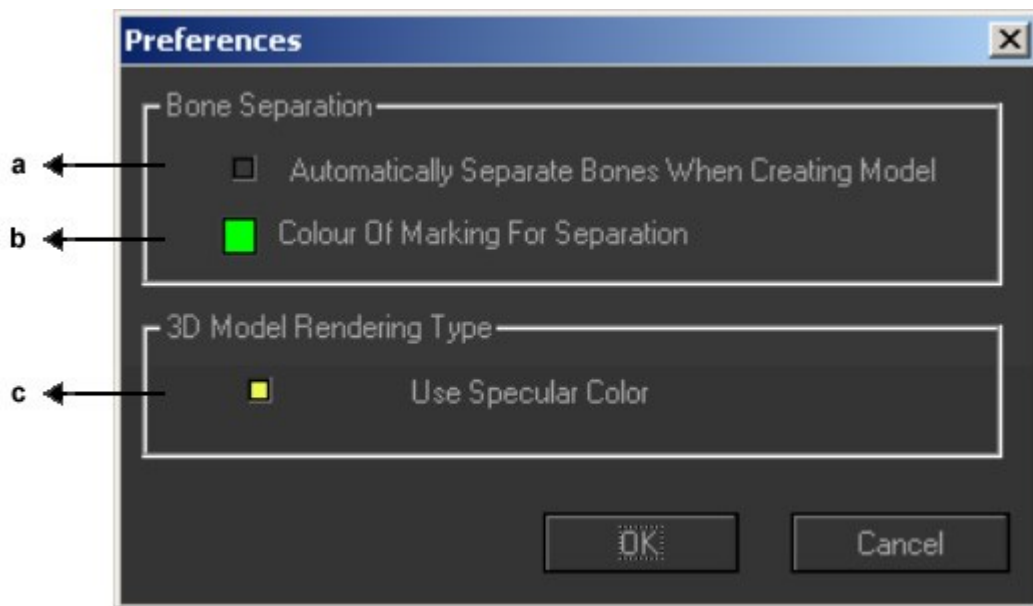 Preferences
Bone Separation
a
Automatically Separate Bones When Creating Model
b
Colour Of Marking For Separation
3D Model Rendering Type
c
Use Specular Color
OK
Cancel